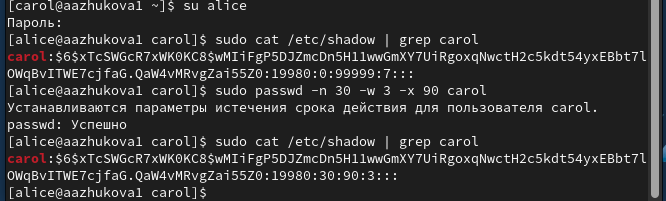 [carol@aazhukova1 ~]$ su alice
Пароль:
[alice@aazhukova1 carol]$ sudo cat /etc/shadow | grep carol
carol:$6$xTcSWGcR7xWK0KC8$wMIiFgP5DJZmcDn5H11wwGmXY7UiRgoxqNwctH2c5kdt54yxEBbt7l
OWqBvITWE7cjfaG.QaW4vMRvgZai55Z0:19980:0:99999:7:::
[alice@aazhukova1 carol]$ sudo passwd -n 30 -w 3 -x 90 carol
Устанавливаются параметры истечения срока действия для пользователя carol.
passwd: Успешно
[alice@aazhukova1 carol]$ sudo cat /etc/shadow | grep carol
carol:$6$xTcSWGcR7xWK0KC8$wMIiFgP5DJZmcDn5H11wwGmXY7UiRgoxqNwctH2c5kdt54yxEBbt7l
OWqBvITWE7cjfaG.QaW4vMRvgZai55Z0:19980:30:90:3:::
[alice@aazhukova1 carol]$